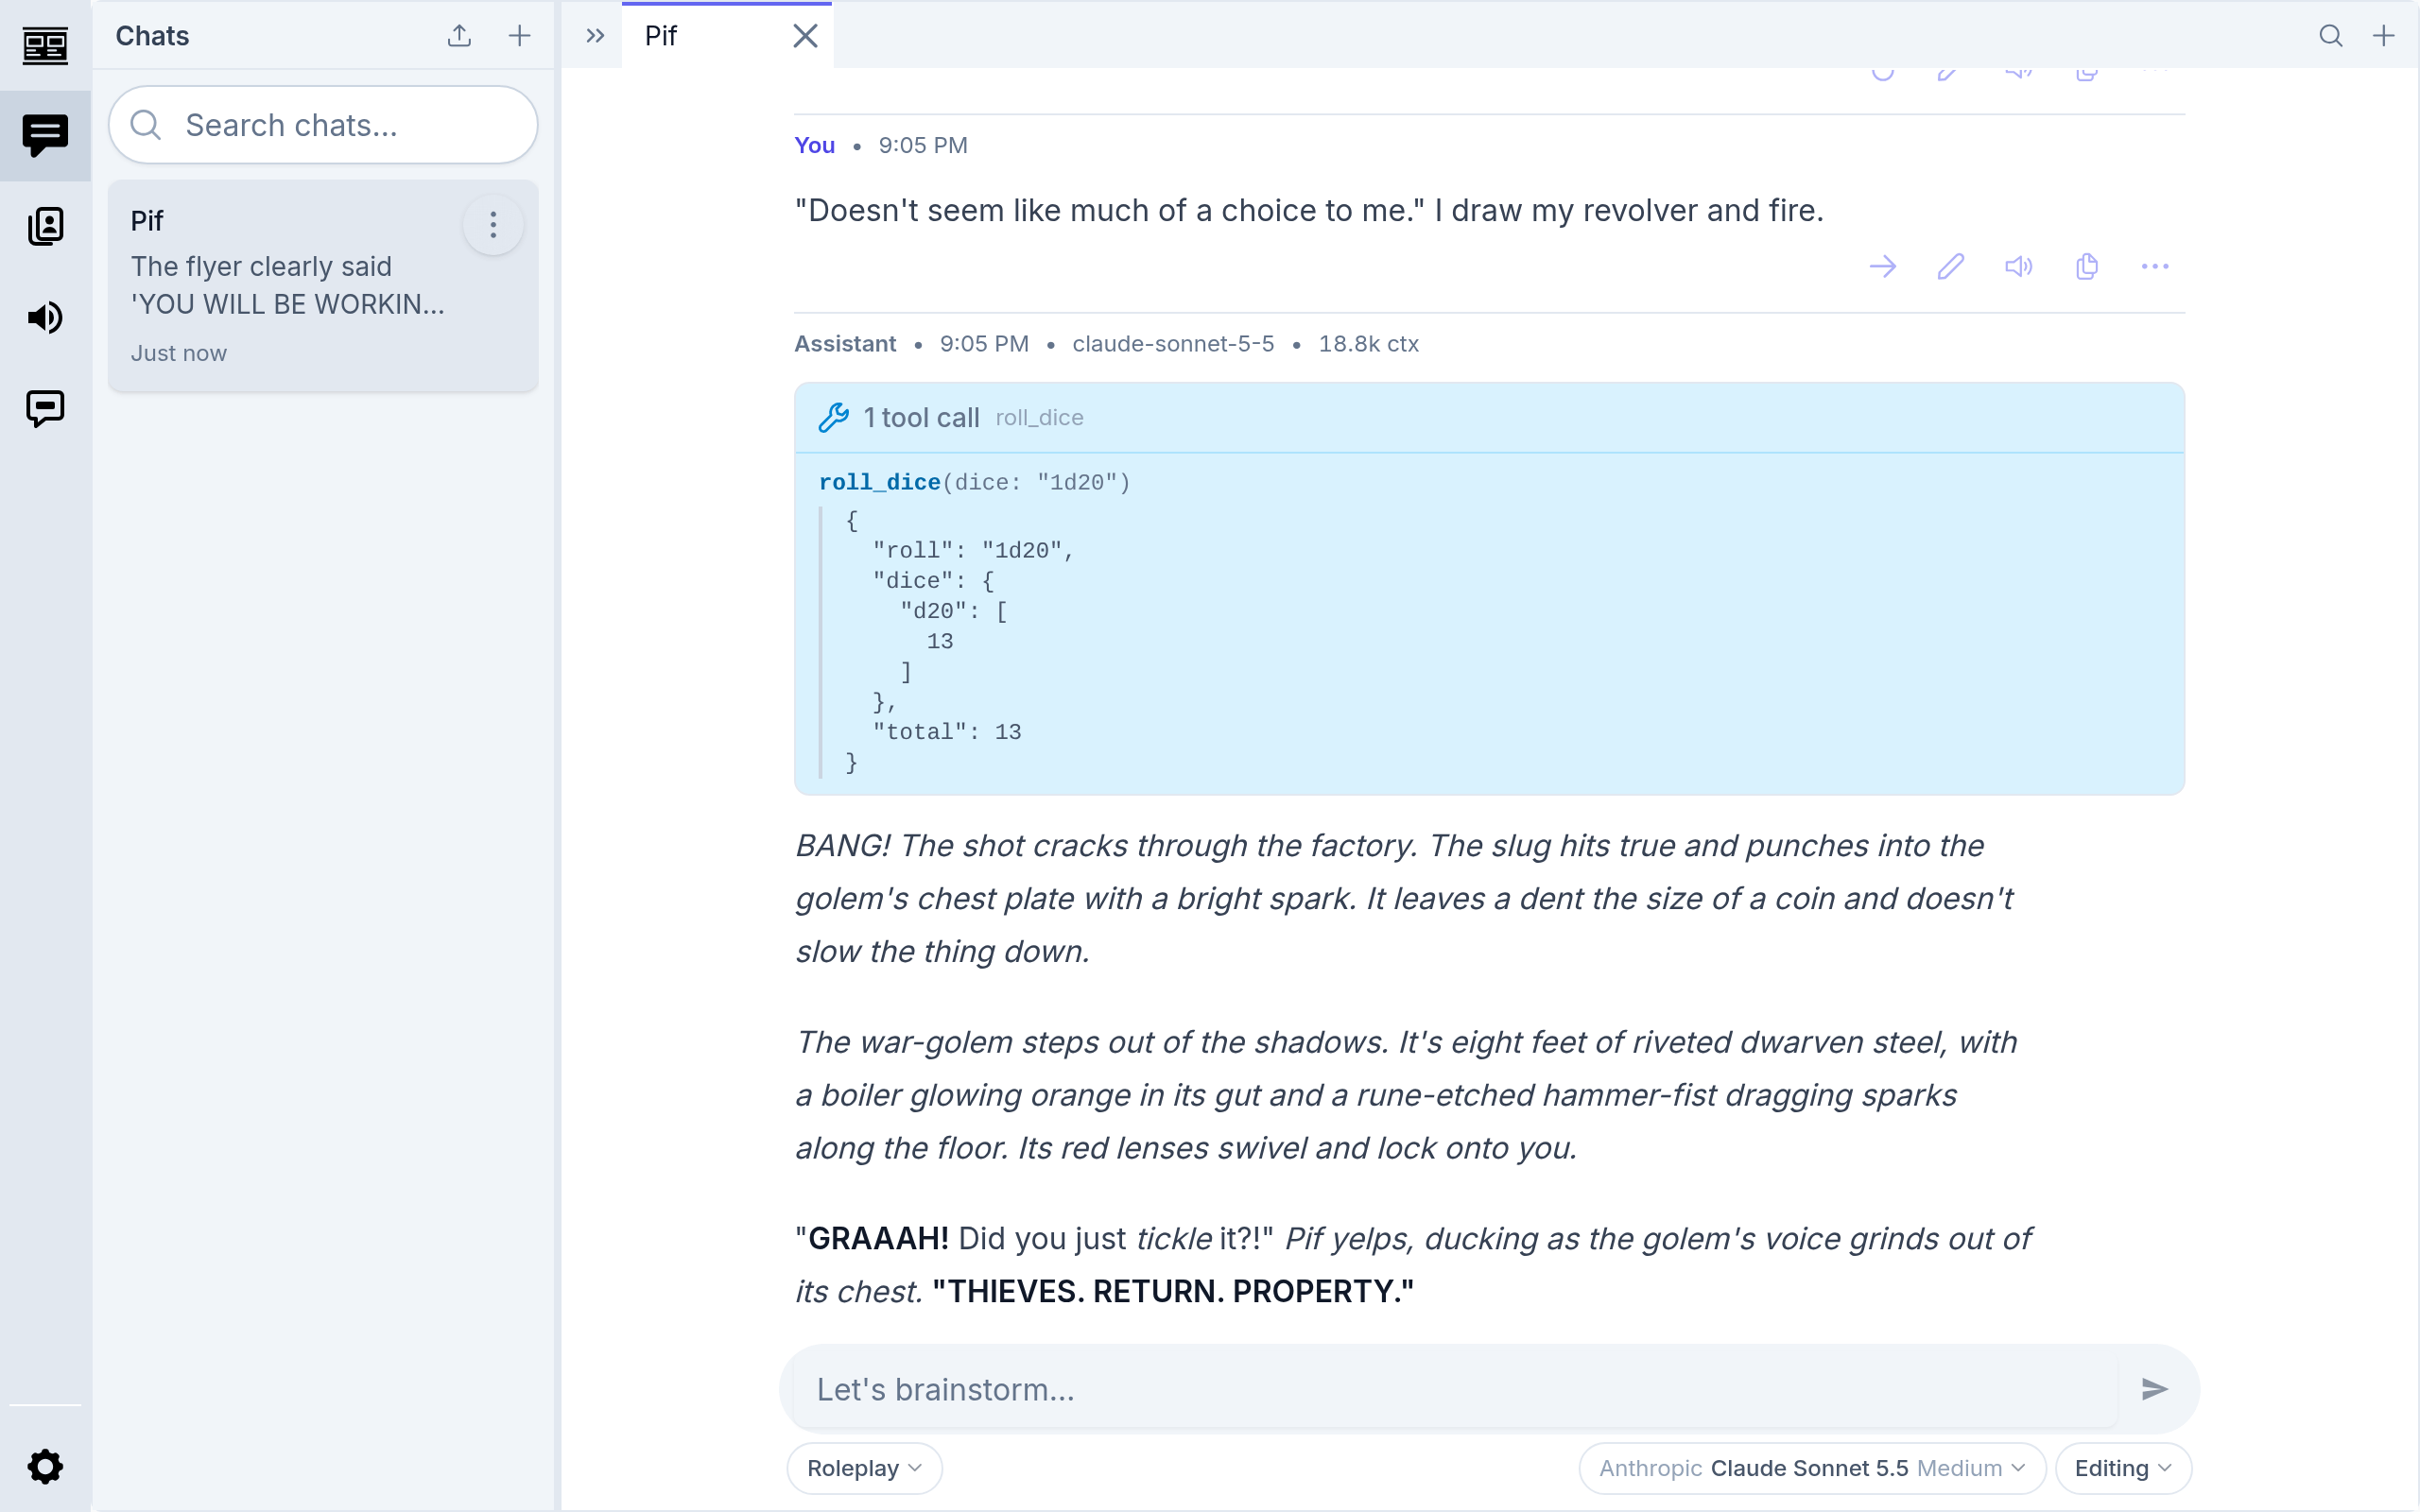 Chats
Pif
Search chats...
Pif
The flyer clearly said
'YOU WILL BE WORKIN...
Just now
You • 9:05 PM
"Doesn't seem like much of a choice to me." I draw my revolver and fire.
Assistant • 9:05 PM • claude-sonnet-5-5 • 18.8k ctx
1 tool call roll_dice
roll_dice(dice: "1d20")
{
"roll": "1d20",
"dice": {
"d20": [
13
]
},
"total": 13
}
BANG! The shot cracks through the factory. The slug hits true and punches into the
golem's chest plate with a bright spark. It leaves a dent the size of a coin and doesn't
slow the thing down.
The war-golem steps out of the shadows. It's eight feet of riveted dwarven steel, with
a boiler glowing orange in its gut and a rune-etched hammer-fist dragging sparks
along the floor. Its red lenses swivel and lock onto you.
"GRAAAH! Did you just tickle it?!" Pif yelps, ducking as the golem's voice grinds out of
its chest. "THIEVES. RETURN. PROPERTY."
Let's brainstorm...
Roleplay
Anthropic Claude Sonnet 5.5 Medium
Editing